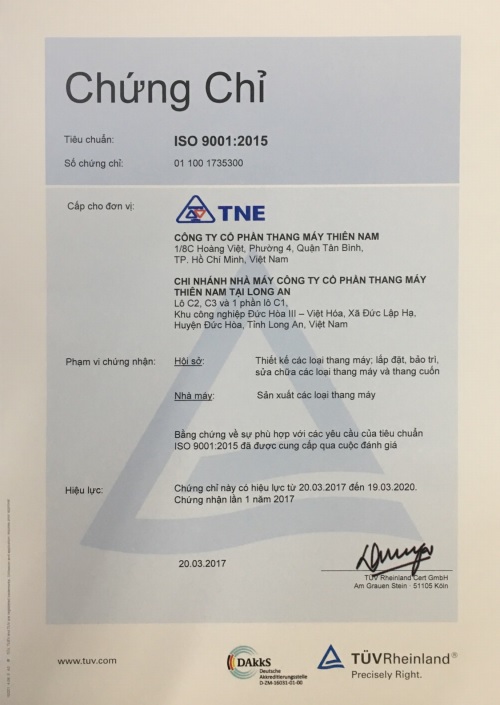 Chứng Chỉ
Tiêu chuẩn: ISO 9001:2015
Số chứng chỉ: 01 100 1735300
Cấp cho đơn vị: TNE
CÔNG TY CỔ PHẦN THANG MÁY THIÊN NAM
1/8C Hoàng Việt, Phường 4, Quận Tân Bình,
TP. Hồ Chí Minh, Việt Nam
CHI NHÁNH NHÀ MÁY CÔNG TY CỔ PHẦN THANG MÁY
THIÊN NAM TẠI LONG AN
Lô C2, C3 và 1 phần lô C1,
Khu công nghiệp Đức Hòa III – Việt Hóa, Xã Đức Lập Hạ,
Huyện Đức Hòa, Tỉnh Long An, Việt Nam
Phạm vi chứng nhận: Hội sở: Thiết kế các loại thang máy; lắp đặt, bảo trì,
sửa chữa các loại thang máy và thang cuốn
Nhà máy: Sản xuất các loại thang máy
Bằng chứng về sự phù hợp với các yêu cầu của tiêu chuẩn
ISO 9001:2015 đã được cung cấp qua cuộc đánh giá
Hiệu lực: Chứng chỉ này có hiệu lực từ 20.03.2017 đến 19.03.2020.
Chứng nhận lần 1 năm 2017
20.03.2017
TÜV Rheinland Cert GmbH
Am Grauen Stein · 51105 Köln
www.tuv.com
DAkkS
Deutsche
Akkreditierungsstelle
D-ZM-16031-01-00
TÜVRheinland®
Precisely Right.